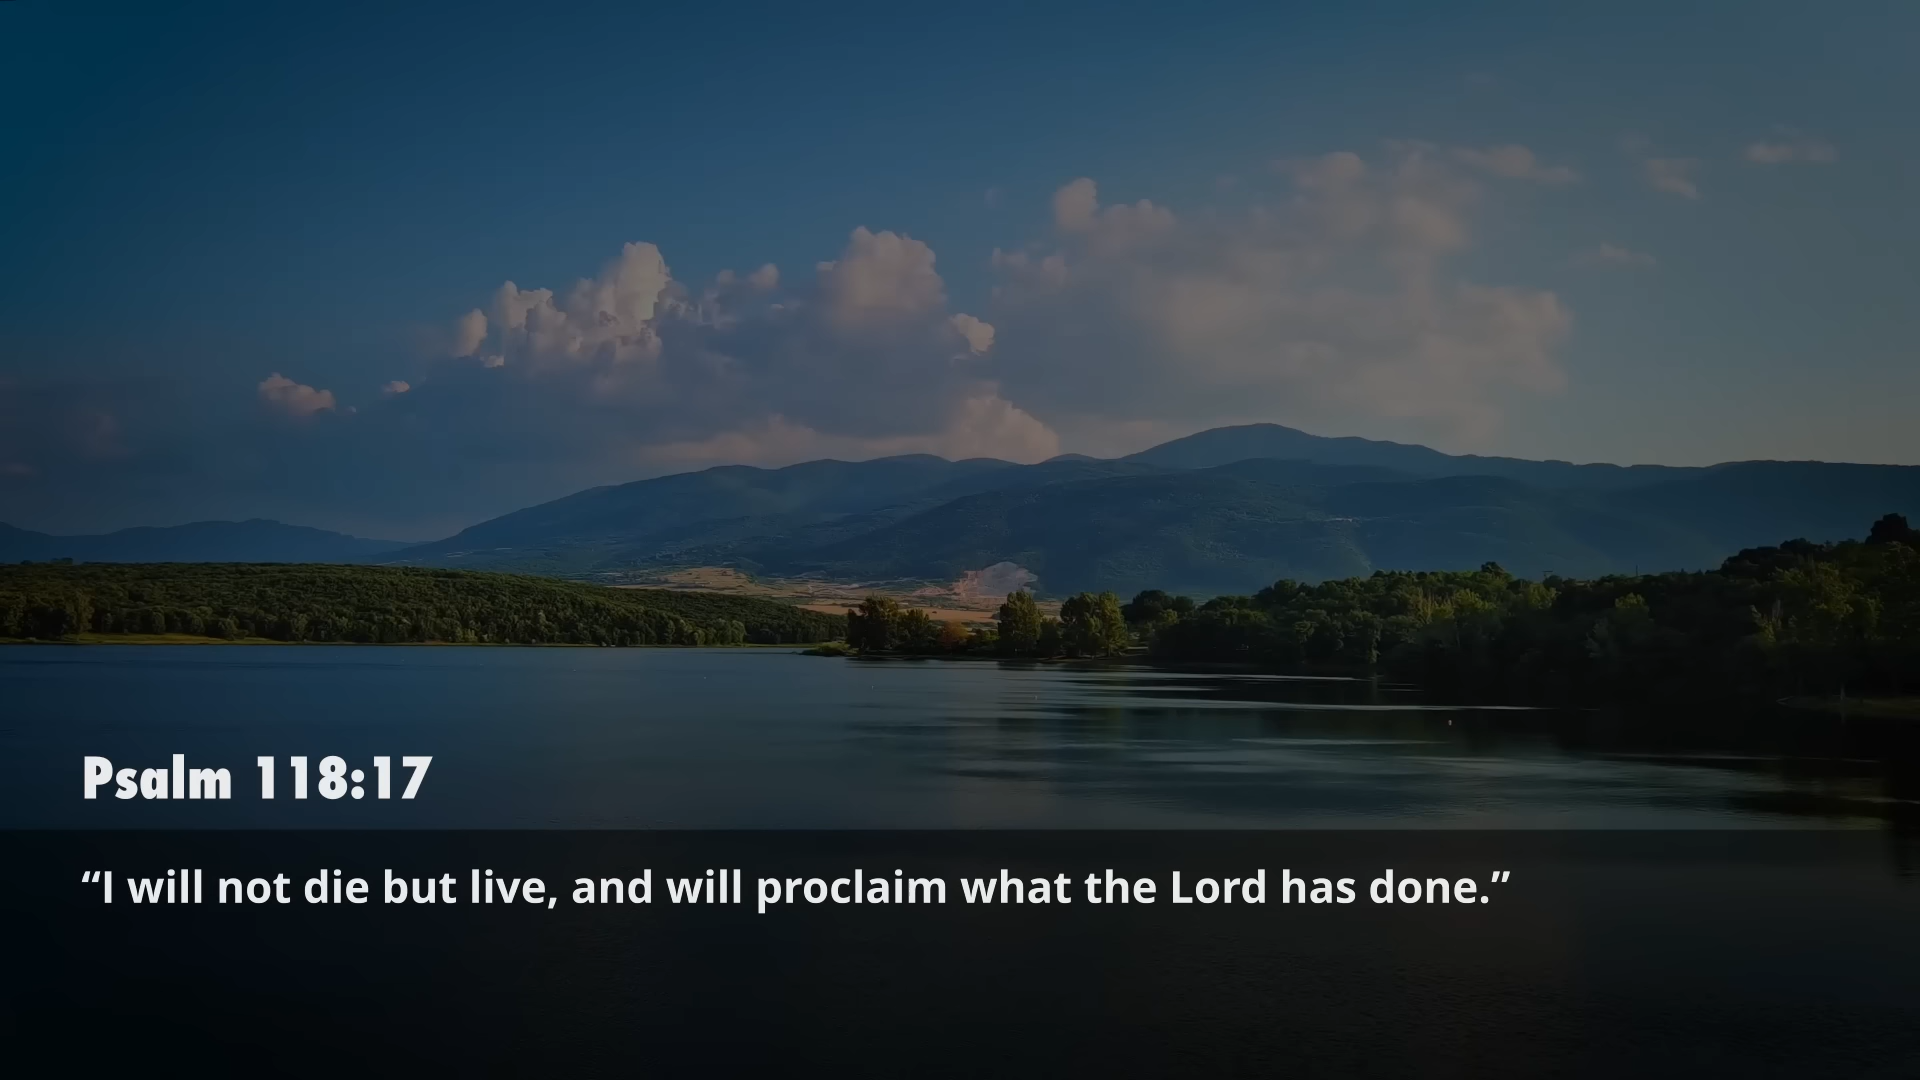 Psalm 118:17
“I will not die but live, and will proclaim what the Lord has done.”